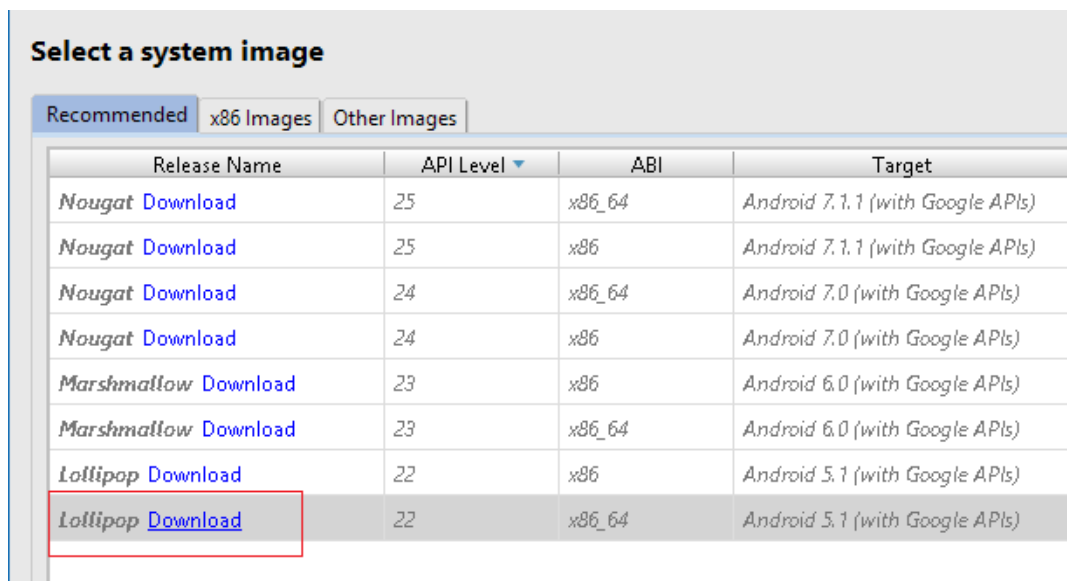 Select a system image
Recommended x86 Images Other Images
Release Name API Level ABI Target
Nougat Download 25 x86_64 Android 7.1.1 (with Google APIs)
Nougat Download 25 x86 Android 7.1.1 (with Google APIs)
Nougat Download 24 x86_64 Android 7.0 (with Google APIs)
Nougat Download 24 x86 Android 7.0 (with Google APIs)
Marshmallow Download 23 x86 Android 6.0 (with Google APIs)
Marshmallow Download 23 x86_64 Android 6.0 (with Google APIs)
Lollipop Download 22 x86 Android 5.1 (with Google APIs)
Lollipop Download 22 x86_64 Android 5.1 (with Google APIs)